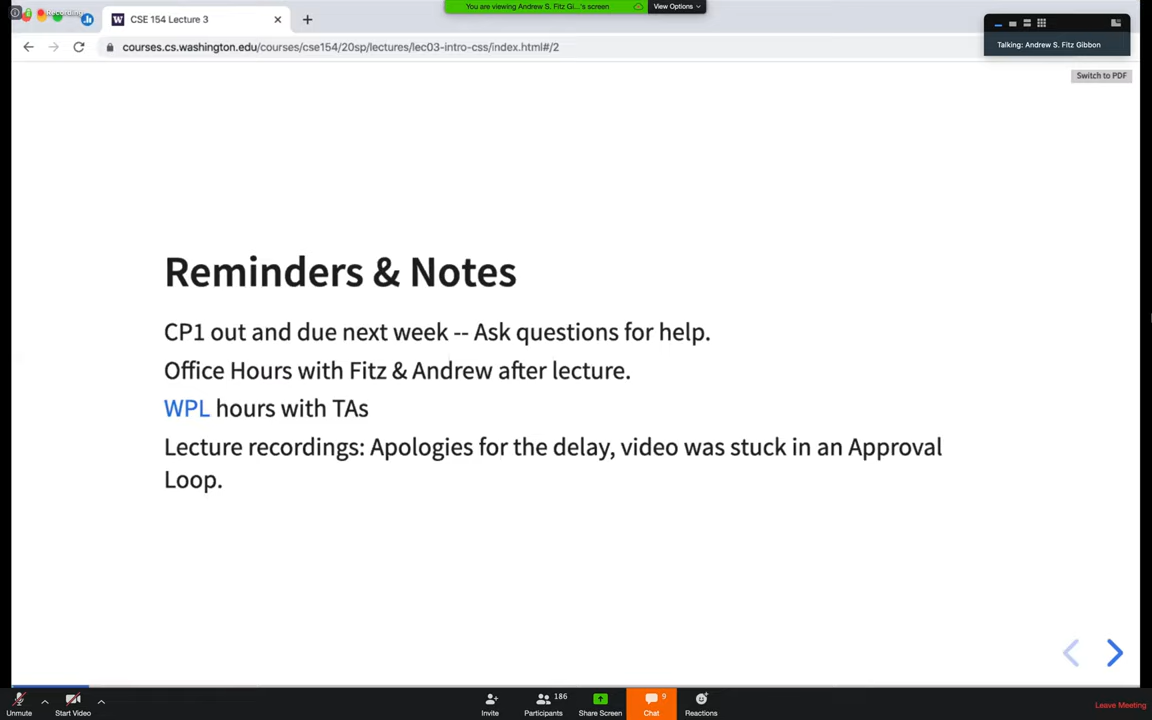 Recording
CSE 154 Lecture 3
You are viewing Andrew S. Fitz Gi...'s screen
View Options
courses.cs.washington.edu/courses/cse154/20sp/lectures/lec03-intro-css/index.html#/2
Talking: Andrew S. Fitz Gibbon
Switch to PDF
Reminders & Notes
CP1 out and due next week -- Ask questions for help.
Office Hours with Fitz & Andrew after lecture.
WPL hours with TAs
Lecture recordings: Apologies for the delay, video was stuck in an Approval
Loop.
Unmute
Start Video
Invite
Participants
186
Share Screen
Chat
9
Reactions
Leave Meeting